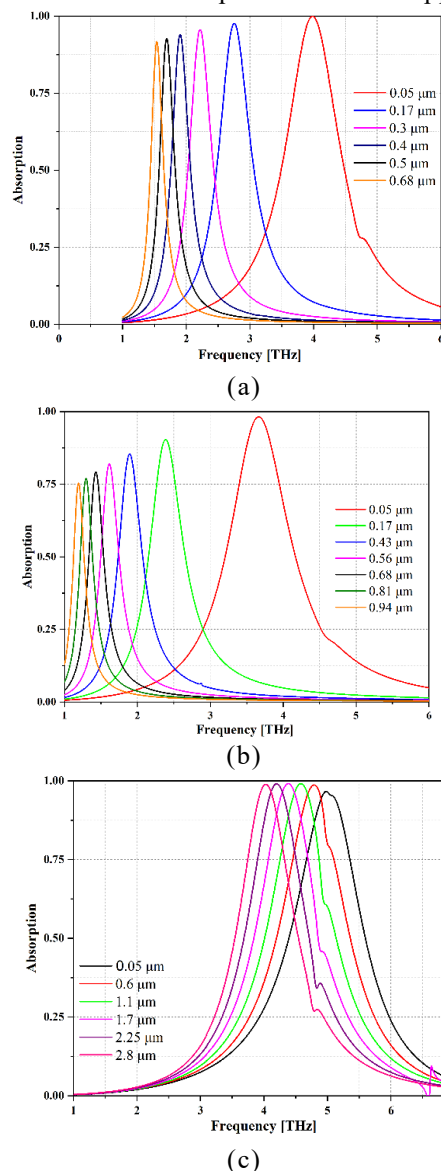 1.00
0.75
0.50
0.25
0.00
Absorption
0.05 µm
0.17 µm
0.3 µm
0.4 µm
0.5 µm
0.68 µm
0 1 2 3 4 5 6
Frequency [THz]
(a)
1.00
0.75
0.50
0.25
0.00
Absorption
0.05 µm
0.17 µm
0.43 µm
0.56 µm
0.68 µm
0.81 µm
0.94 µm
1 2 3 4 5 6
Frequency [THz]
(b)
1.00
0.75
0.50
0.25
0.00
Absorption
0.05 µm
0.6 µm
1.1 µm
1.7 µm
2.25 µm
2.8 µm
1 2 3 4 5 6
Frequency [THz]
(c)